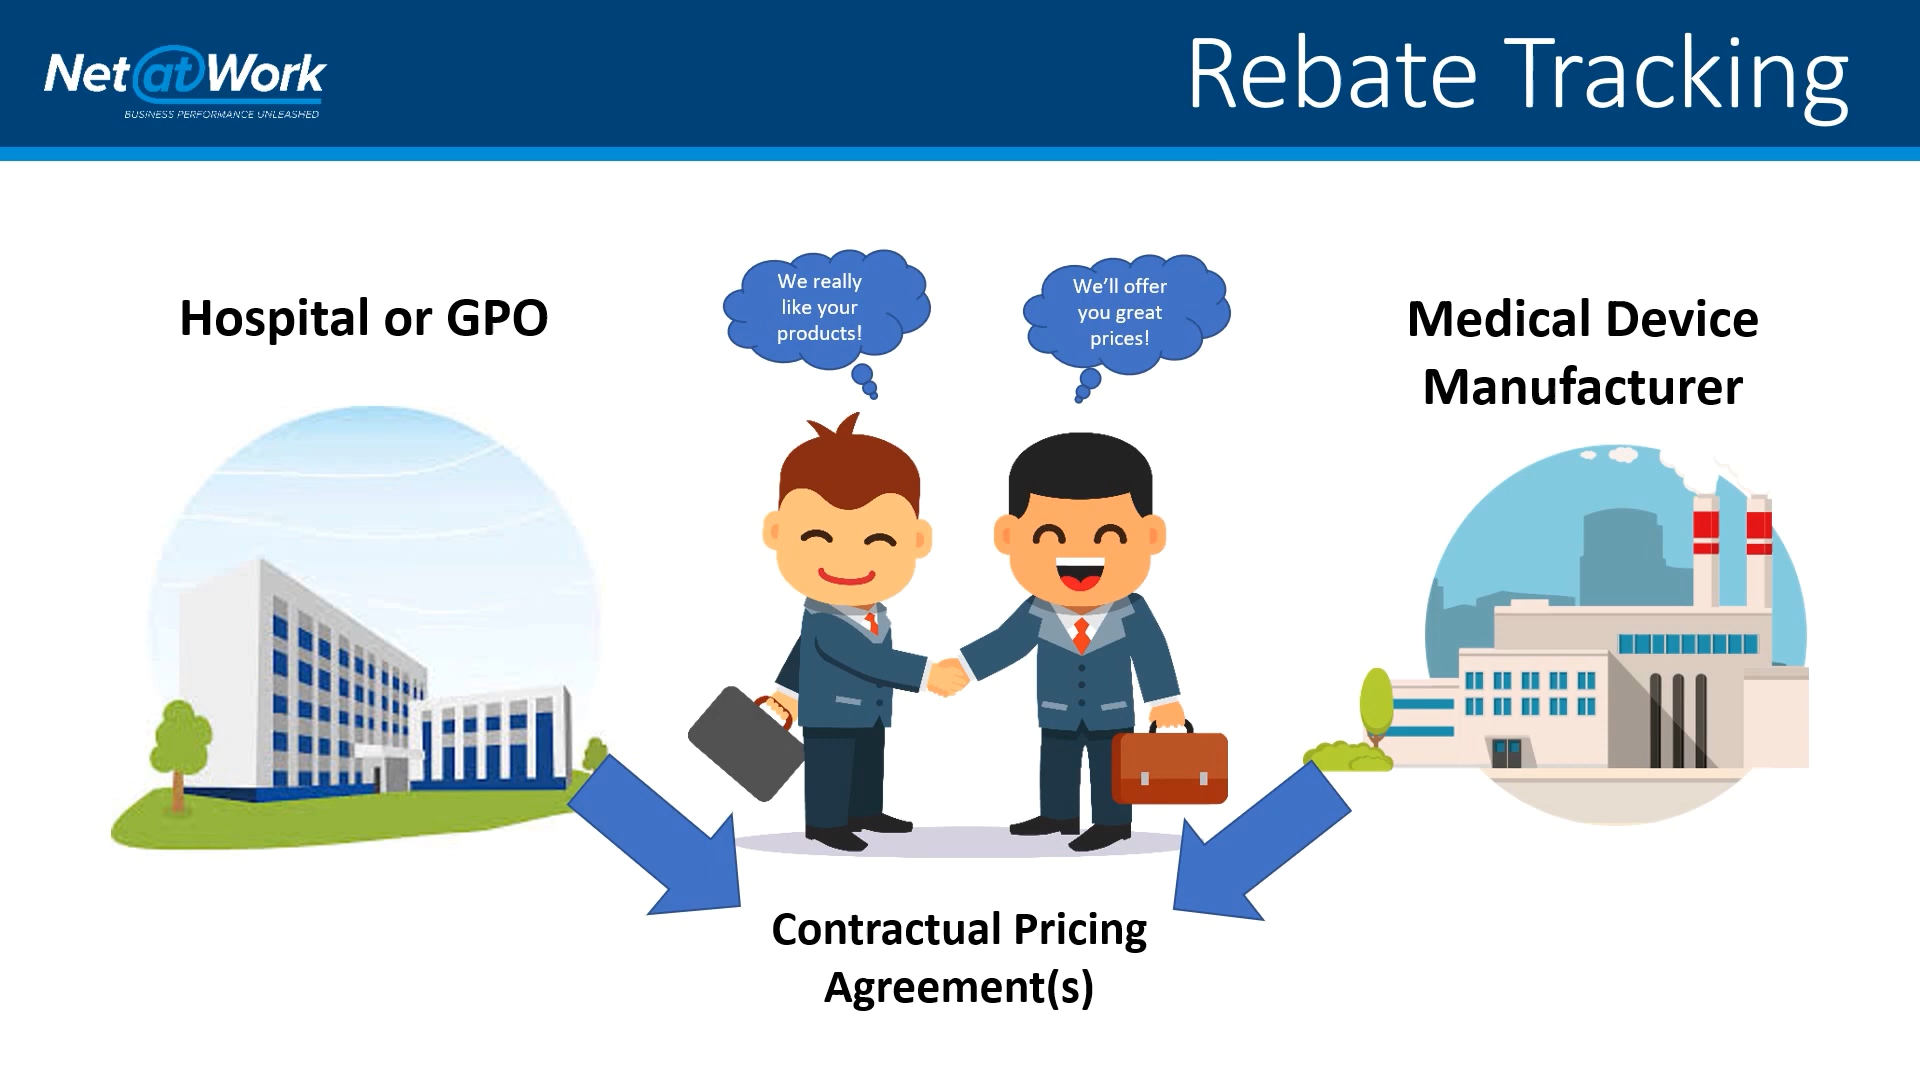 Net at Work
BUSINESS PERFORMANCE UNLEASHED
Rebate Tracking
Hospital or GPO
We really
like your
products!
We'll offer
you great
prices!
Medical Device
Manufacturer
Contractual Pricing
Agreement(s)